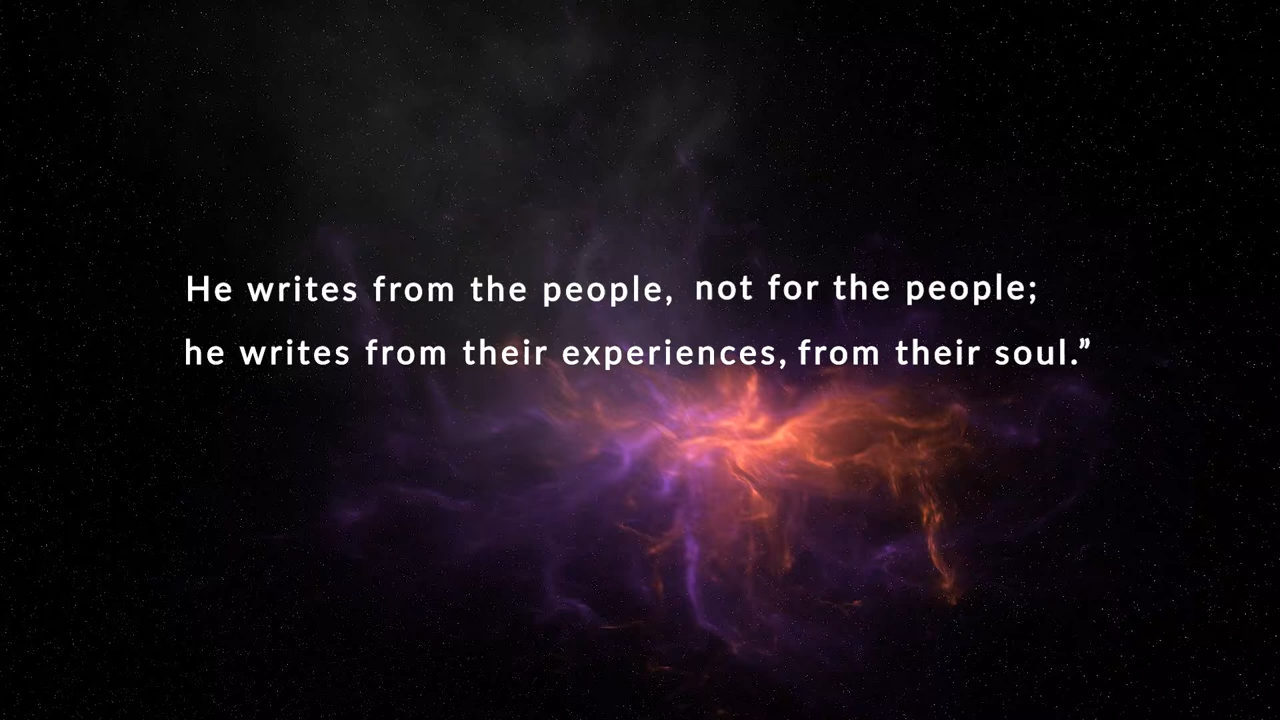 He writes from the people, not for the people;
he writes from their experiences, from their soul.”